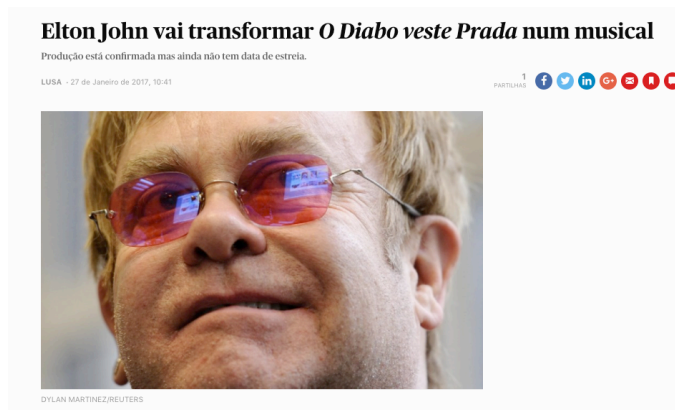 Elton John vai transformar O Diabo veste Prada num musical
Produção está confirmada mas ainda não tem data de estreia.
LUSA - 27 de Janeiro de 2017, 10:41
1
PARTILHAS
f
in
G+
DYLAN MARTINEZ/REUTERS